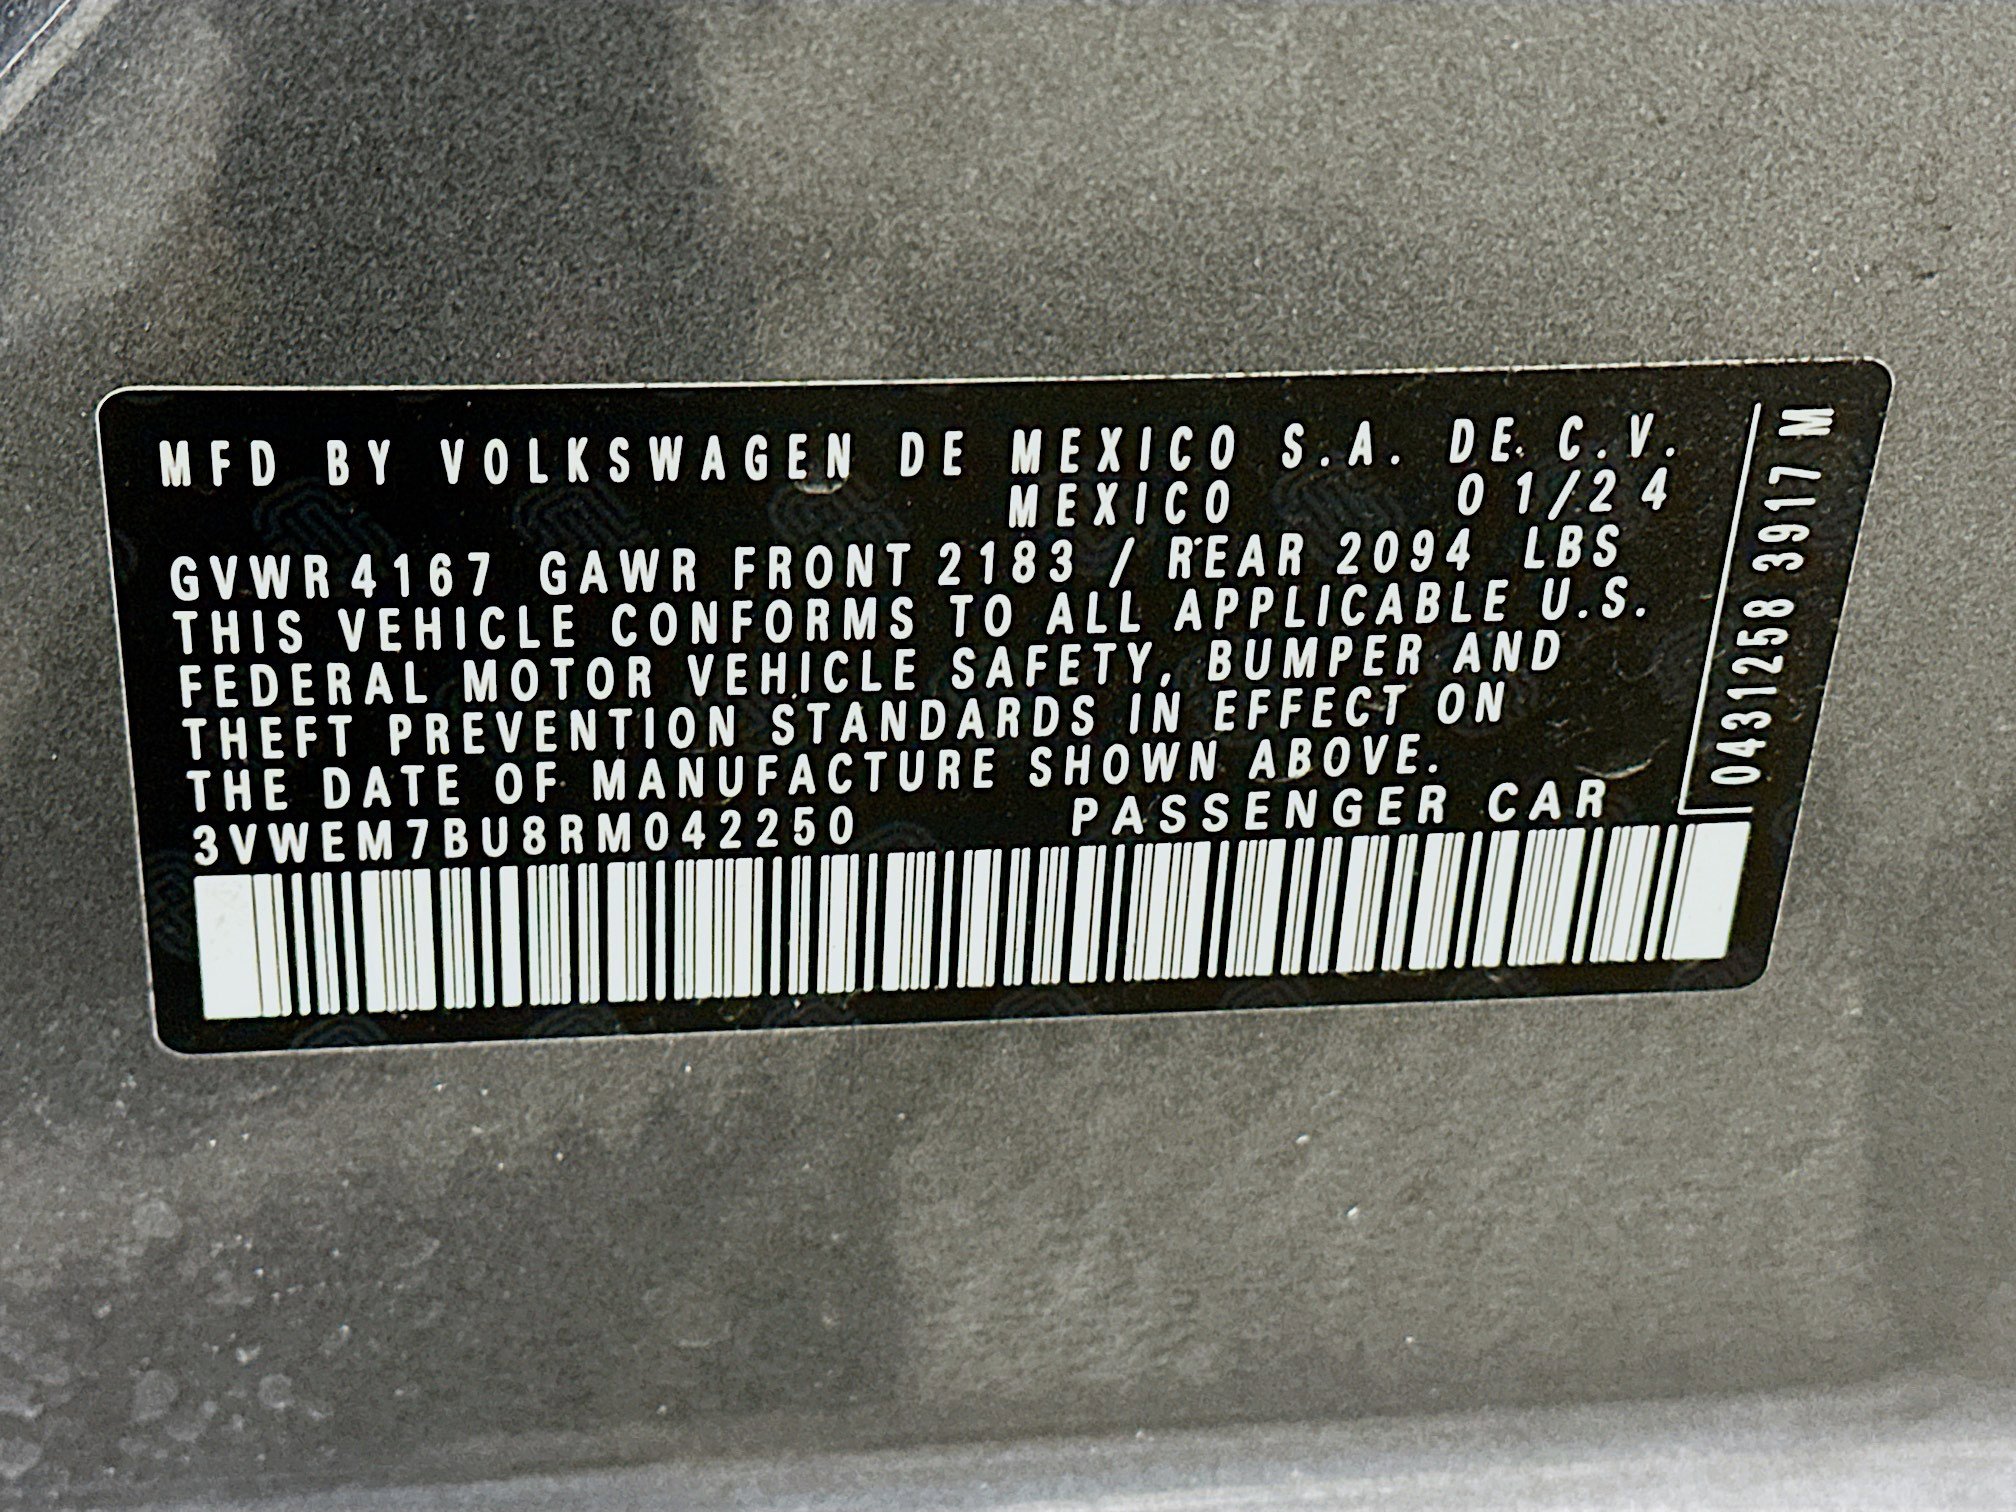 MFD BY VOLKSWAGEN DE MEXICO S.A. DE C.V.
MEXICO 01/24
GVWR 4167 GAWR FRONT 2183 / REAR 2094 LBS
THIS VEHICLE CONFORMS TO ALL APPLICABLE U.S.
FEDERAL MOTOR VEHICLE SAFETY, BUMPER AND
THEFT PREVENTION STANDARDS IN EFFECT ON
THE DATE OF MANUFACTURE SHOWN ABOVE.
3VWEM7BU8RM042250 PASSENGER CAR
0431258 3917 M